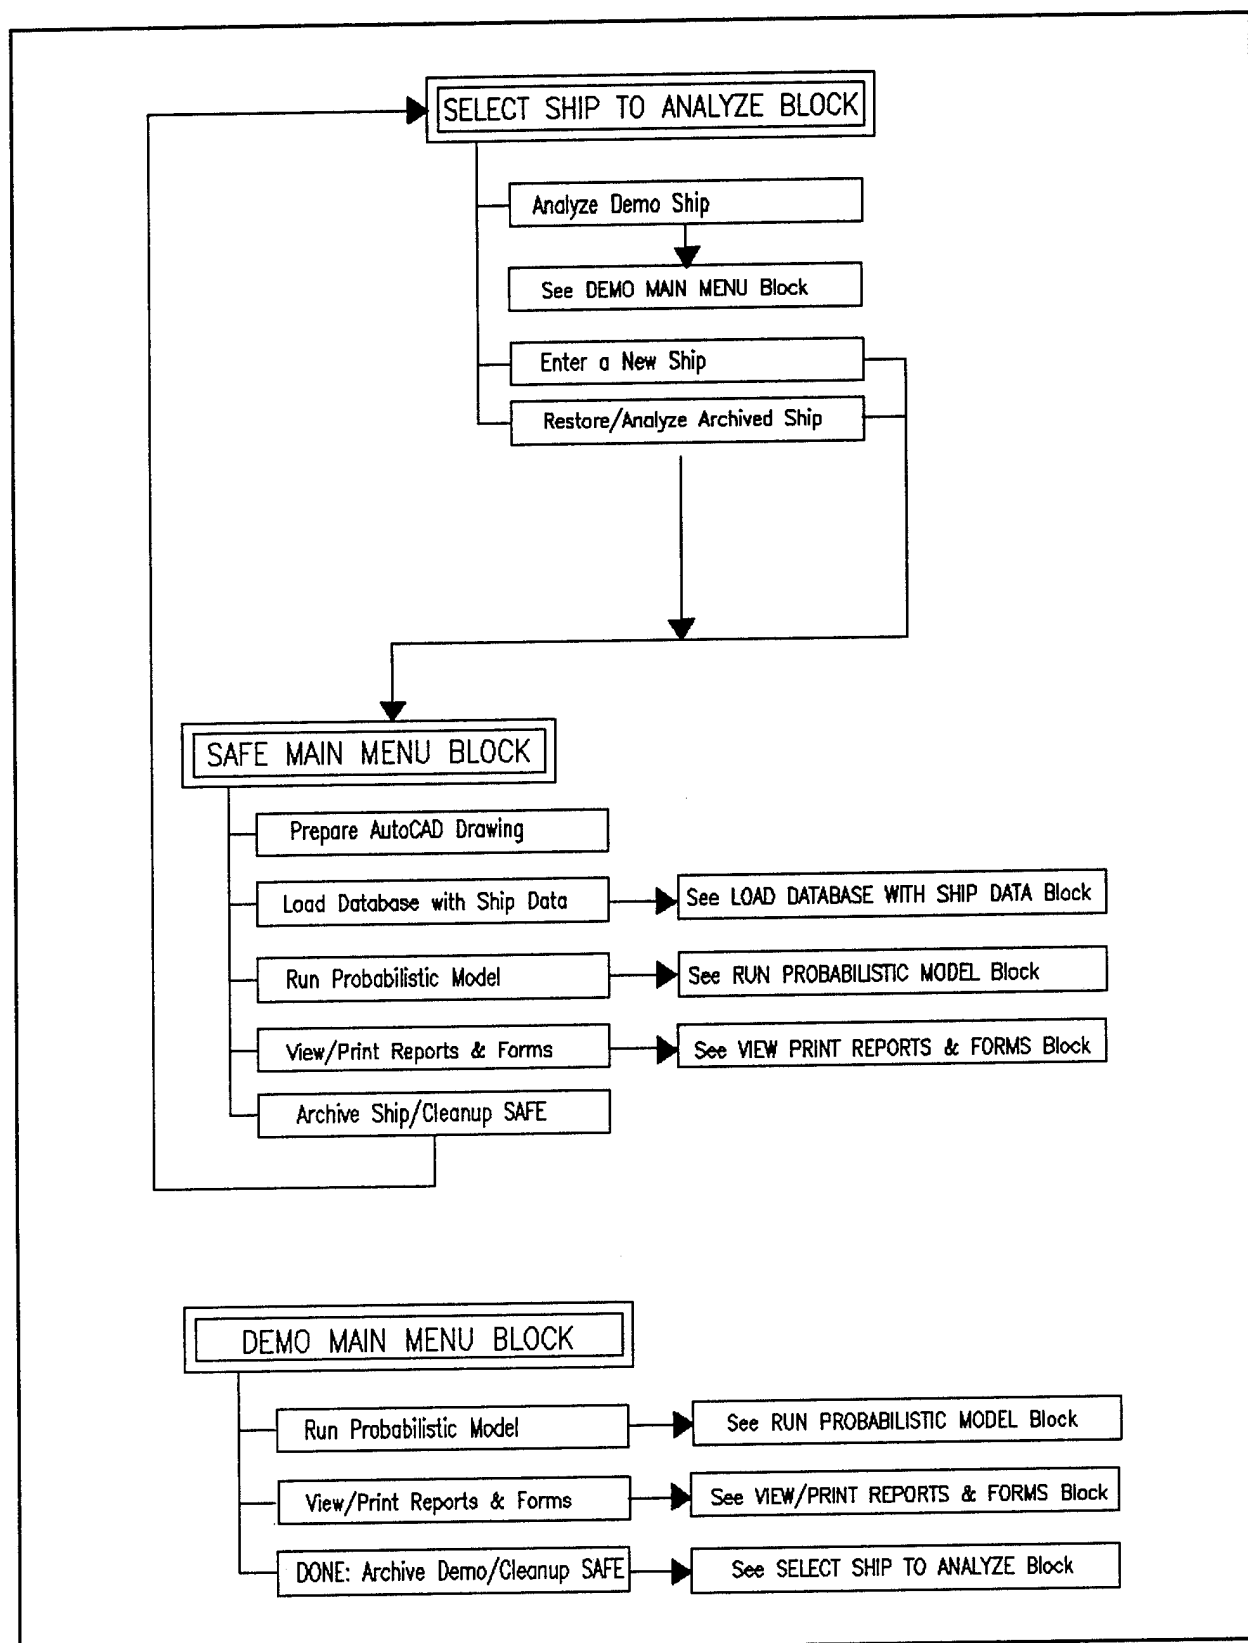 SELECT SHIP TO ANALYZE BLOCK
Analyze Demo Ship
See DEMO MAIN MENU Block
Enter a New Ship
Restore/Analyze Archived Ship
SAFE MAIN MENU BLOCK
Prepare AutoCAD Drawing
Load Database with Ship Data
See LOAD DATABASE WITH SHIP DATA Block
Run Probabilistic Model
See RUN PROBABILISTIC MODEL Block
View/Print Reports & Forms
See VIEW PRINT REPORTS & FORMS Block
Archive Ship/Cleanup SAFE
DEMO MAIN MENU BLOCK
Run Probabilistic Model
See RUN PROBABILISTIC MODEL Block
View/Print Reports & Forms
See VIEW/PRINT REPORTS & FORMS Block
DONE: Archive Demo/Cleanup SAFE
See SELECT SHIP TO ANALYZE Block